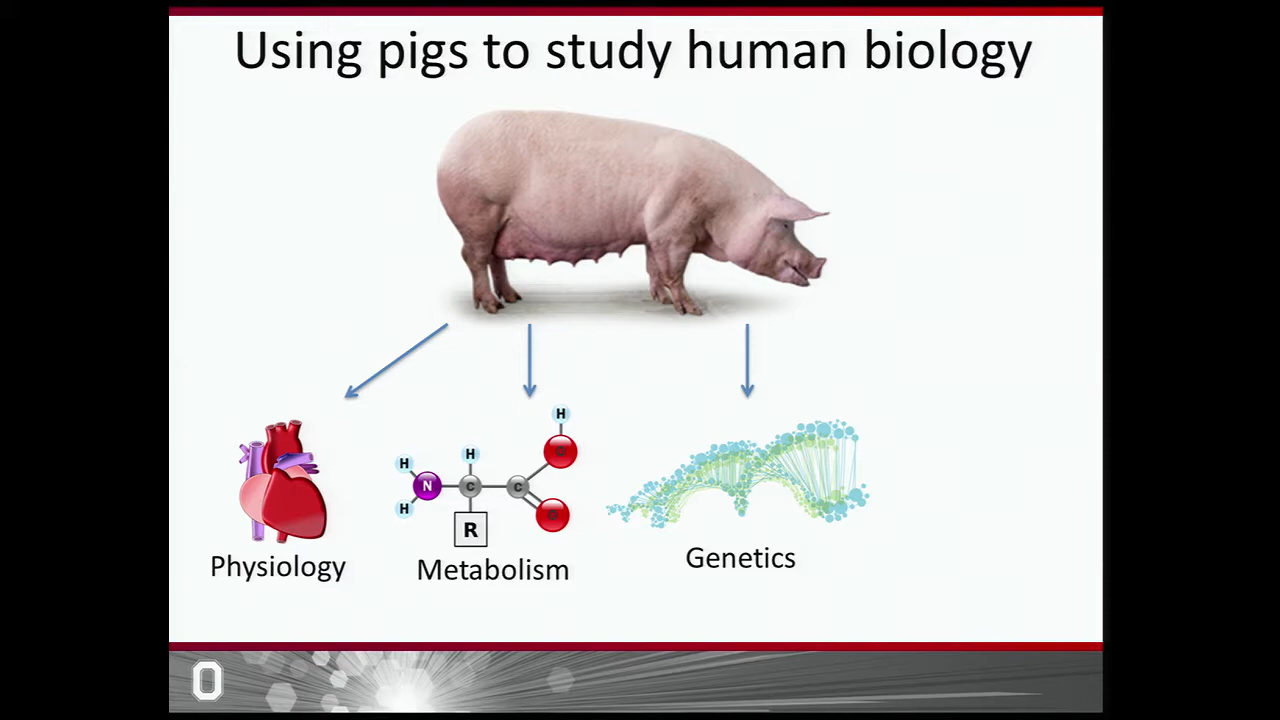 Using pigs to study human biology
H
O
H
H
N
C
C
H
R
O
Physiology
Metabolism
Genetics
O